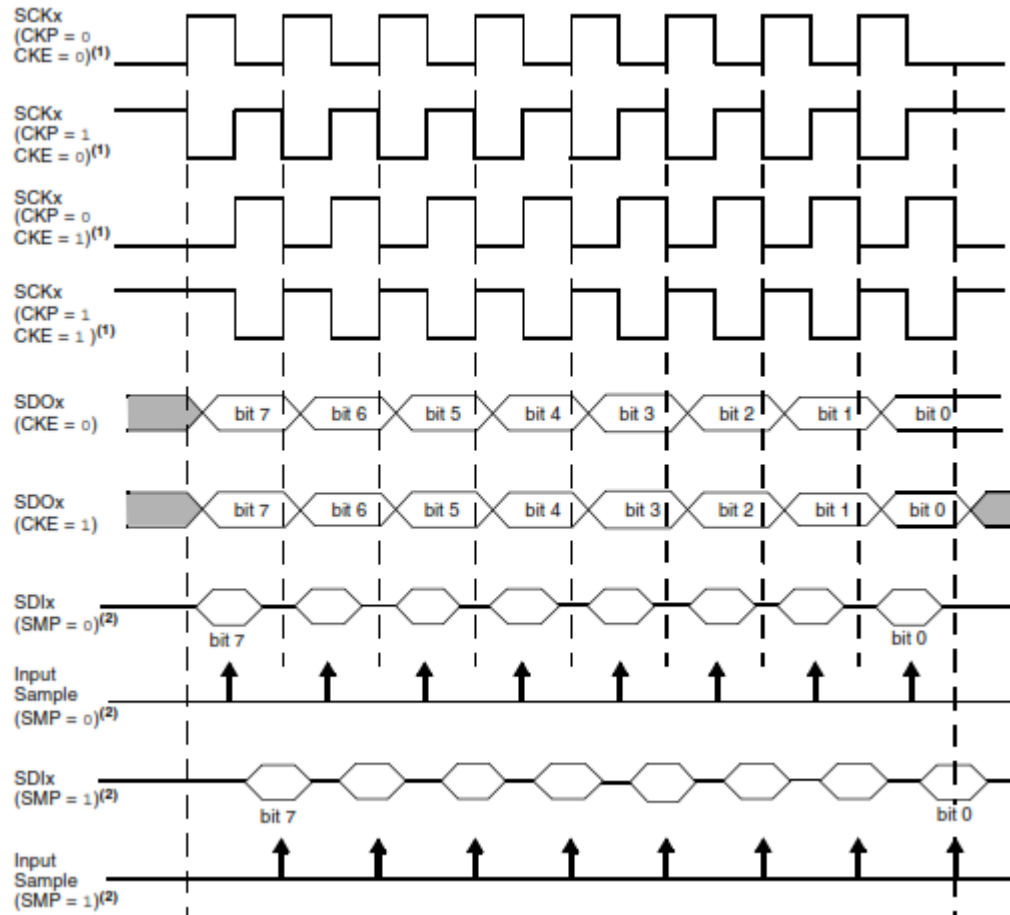 SCKx
(CKP = 0
CKE = 0)(1)
SCKx
(CKP = 1
CKE = 0)(1)
SCKx
(CKP = 0
CKE = 1)(1)
SCKx
(CKP = 1
CKE = 1 )(1)
SDOx
(CKE = 0)
bit 7 bit 6 bit 5 bit 4 bit 3 bit 2 bit 1 bit 0
SDOx
(CKE = 1)
bit 7 bit 6 bit 5 bit 4 bit 3 bit 2 bit 1 bit 0
SDIx
(SMP = 0)(2)
bit 7 bit 0
Input
Sample
(SMP = 0)(2)
SDIx
(SMP = 1)(2)
bit 7 bit 0
Input
Sample
(SMP = 1)(2)